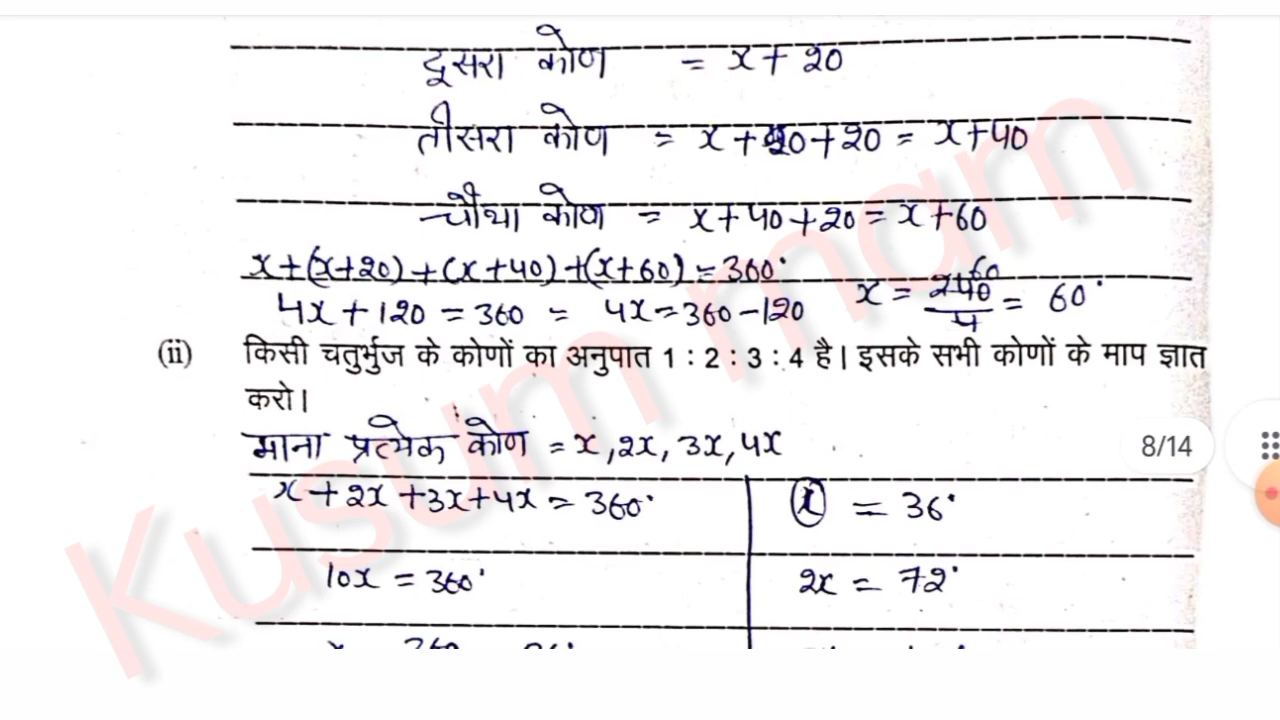 दूसरा कोण = x + 20
तीसरा कोण = x + 20 + 20 = x + 40
चौथा कोण = x + 40 + 20 = x + 60
x + (x + 20) + (x + 40) + (x + 60) = 360°
4x + 120 = 360 = 4x = 360 - 120 x = 240/4 = 60°
60
(ii) किसी चतुर्भुज के कोणों का अनुपात 1 : 2 : 3 : 4 है। इसके सभी कोणों के माप ज्ञात
करो।
माना प्रत्येक कोण = x, 2x, 3x, 4x
8/14
x + 2x + 3x + 4x = 360° x = 36°
10x = 360° 2x = 72°
Kusum mam